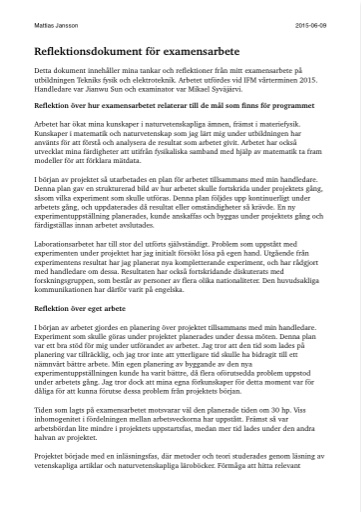 Mattias Jansson
2015-06-09
Reflektionsdokument för examensarbete
Detta dokument innehåller mina tankar och reflektioner från mitt examensarbete på
utbildningen Tekniks fysik och elektroteknik. Arbetet utfördes vid IFM vårterminen 2015.
Handledare var Jianwu Sun och examinator var Mikael Syväjärvi.
Reflektion över hur examensarbetet relaterar till de mål som finns för programmet
Arbetet har ökat mina kunskaper i naturvetenskapliga ämnen, främst i materiefysik.
Kunskaper i matematik och naturvetenskap som jag lärt mig under utbildningen har
använts för att förstå och analysera de resultat som arbetet givit. Arbetet har också
utvecklat mina färdigheter att utifrån fysikaliska samband med hjälp av matematik ta fram
modeller för att förklara mätdata.
I början av projektet så utarbetades en plan för arbetet tillsammans med min handledare.
Denna plan gav en strukturerad bild av hur arbetet skulle fortskrida under projektets gång,
såsom vilka experiment som skulle utföras. Denna plan följdes upp kontinuerligt under
arbetets gång, och uppdaterades då resultat eller omständigheter så krävde. En ny
experimentuppställning planerades, kunde anskaffas och byggas under projektets gång och
färdigställas innan arbetet avslutades.
Laborationsarbetet har till stor del utförts självständigt. Problem som uppstått med
experimenten under projektet har jag initialt försökt lösa på egen hand. Utgående från
experimentens resultat har jag planerat nya kompletterande experiment, och har rådgjort
med handledare om dessa. Resultaten har också fortskridande diskuterats med
forskningsgruppen, som består av personer av flera olika nationaliteter. Den huvudsakliga
kommunikationen har därför varit på engelska.
Reflektion över eget arbete
I början av arbetet gjordes en planering över projektet tillsammans med min handledare.
Experiment som skulle göras under projektet planerades under dessa möten. Denna plan
var ett bra stöd för mig under utförandet av arbetet. Jag tror att den tid som lades på
planering var tillräcklig, och jag tror inte att ytterligare tid skulle ha bidragit till ett
nämnvärt bättre arbete. Min egen planering av byggande av den nya
experimentuppställningen kunde ha varit bättre, då flera oförutsedda problem uppstod
under arbetets gång. Jag tror dock att mina egna förkunskaper för detta moment var för
dåliga för att kunna förutse dessa problem från projektets början.
Tiden som lagts på examensarbetet motsvarar väl den planerade tiden om 30 hp. Viss
inhomogenitet i fördelningen mellan arbetsveckorna har uppstått. Främst så var
arbetsbördan lite mindre i projektets uppstartsfas, medan mer tid lades under den andra
halvan av projektet.
Projektet började med en inläsningsfas, där metoder och teori studerades genom läsning av
vetenskapliga artiklar och naturvetenskapliga läroböcker. Förmåga att hitta relevant